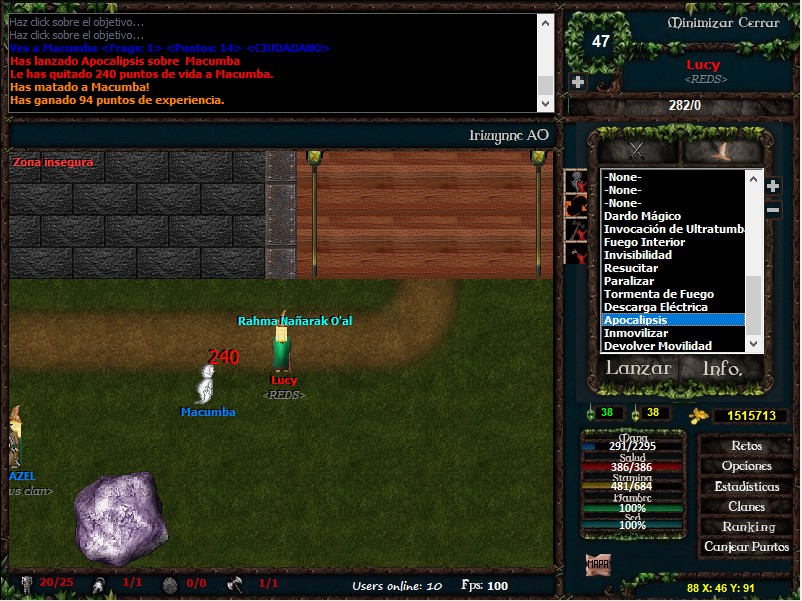 Haz click sobre el objetivo...
Haz click sobre el objetivo...
Ves a Macumba <Frags: 1> <Puntos: 14> <CIUDADANO>
Has lanzado Apocalipsis sobre Macumba
Le has quitado 240 puntos de vida a Macumba.
Has matado a Macumba!
Has ganado 94 puntos de experiencia.
Minimizar Cerrar
47
Lucy
<REDS>
282/0
Iriwynne AO
Zona insegura
-None-
-None-
-None-
Dardo Mágico
Invocación de Ultratumba
Fuego Interior
Invisibilidad
Resucitar
Paralizar
Tormenta de Fuego
Descarga Eléctrica
Apocalipsis
Inmovilizar
Devolver Movilidad
Lanzar
Info.
Rahma Nañarak O'al
240
Lucy
<REDS>
Macumba
AZEL
vs clan>
38
38
1515713
Mana
291/2295
Salud
386/386
Stamina
481/684
Hambre
100%
Sed
100%
Retos
Opciones
Estadisticas
Clanes
Ranking
Canjear Puntos
MAPA
20/25
1/1
0/0
1/1
Users online: 10
Fps: 100
88 X: 46 Y: 91